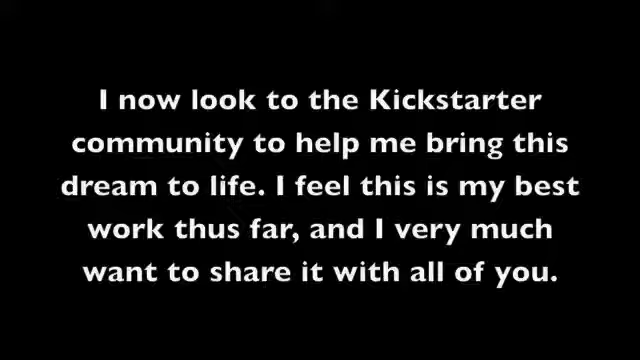 I now look to the Kickstarter
community to help me bring this
dream to life. I feel this is my best
work thus far, and I very much
want to share it with all of you.